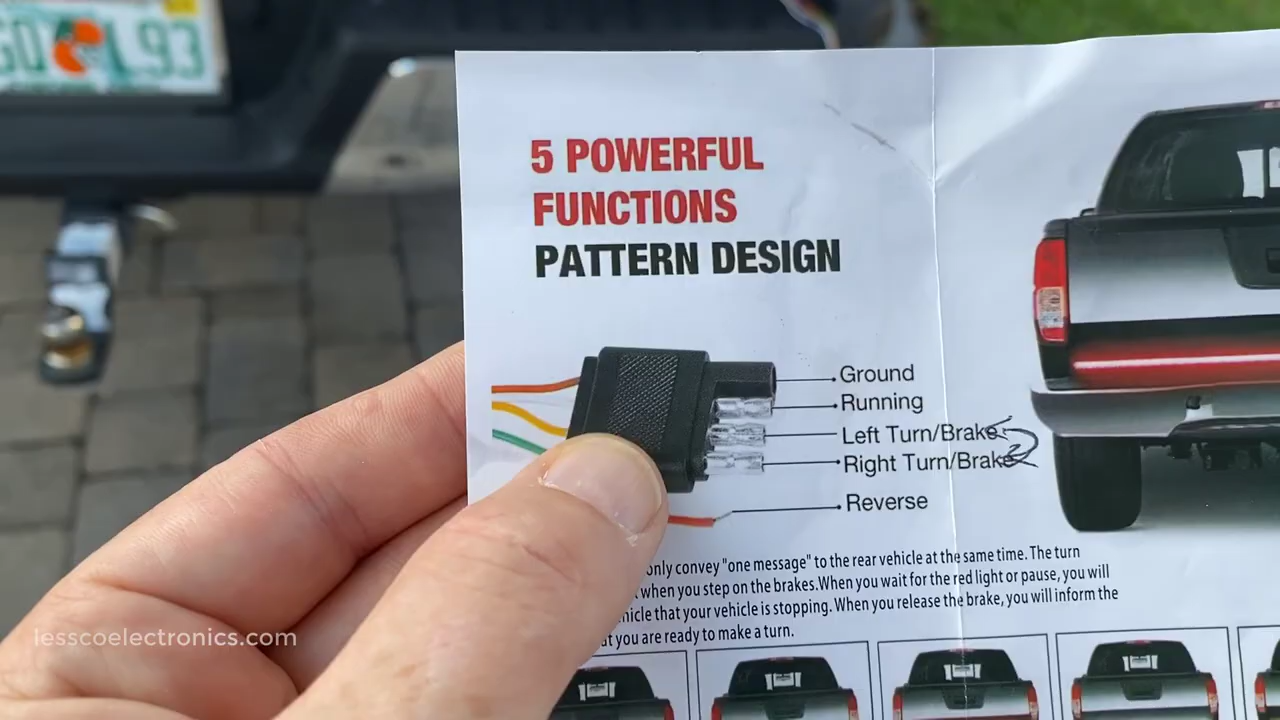 L93
5 POWERFUL
FUNCTIONS
PATTERN DESIGN
Ground
Running
Left Turn/Brake
Right Turn/Brake
Reverse
only convey "one message" to the rear vehicle at the same time. The turn
when you step on the brakes.When you wait for the red light or pause, you will
that your vehicle is stopping. When you release the brake, you will inform the
you are ready to make a turn.
lesscoelectronics.com